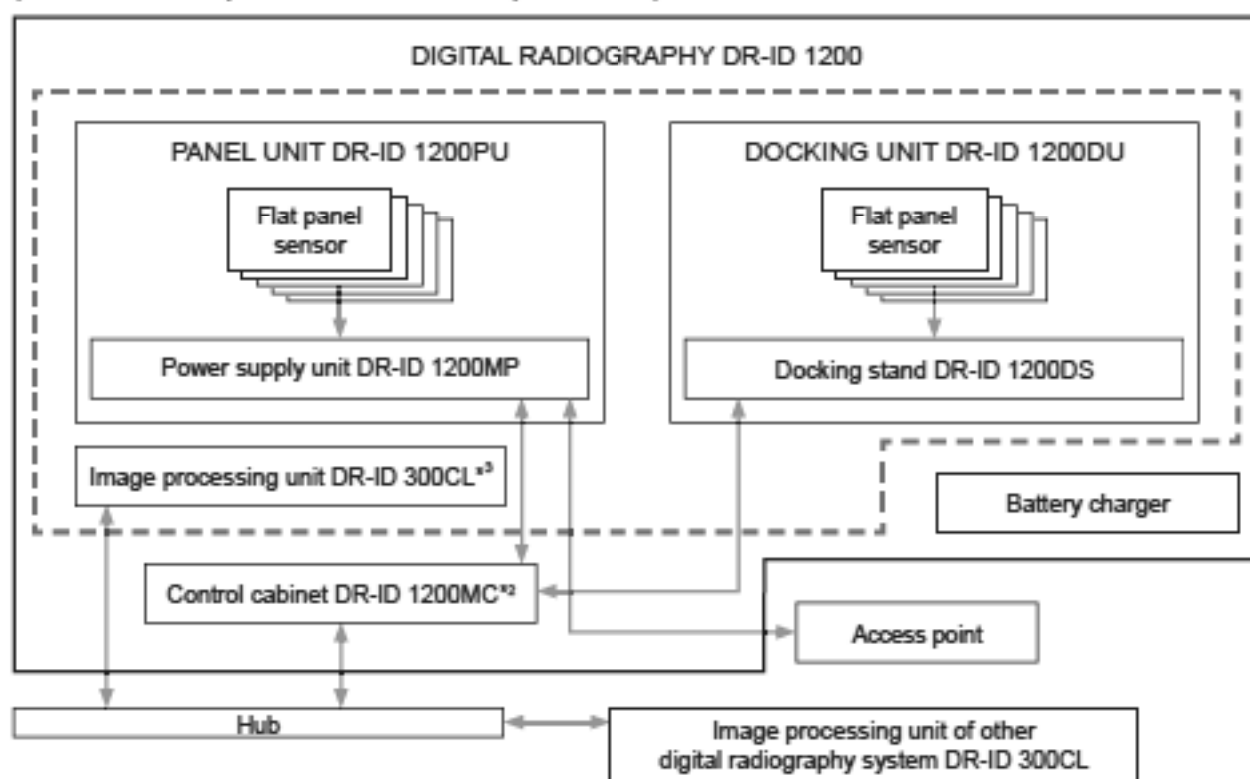 DIGITAL RADIOGRAPHY DR-ID 1200
PANEL UNIT DR-ID 1200PU
DOCKING UNIT DR-ID 1200DU
Flat panel
sensor
Flat panel
sensor
Power supply unit DR-ID 1200MP
Docking stand DR-ID 1200DS
Image processing unit DR-ID 300CL*³
Battery charger
Control cabinet DR-ID 1200MC*²
Access point
Hub
Image processing unit of other
digital radiography system DR-ID 300CL